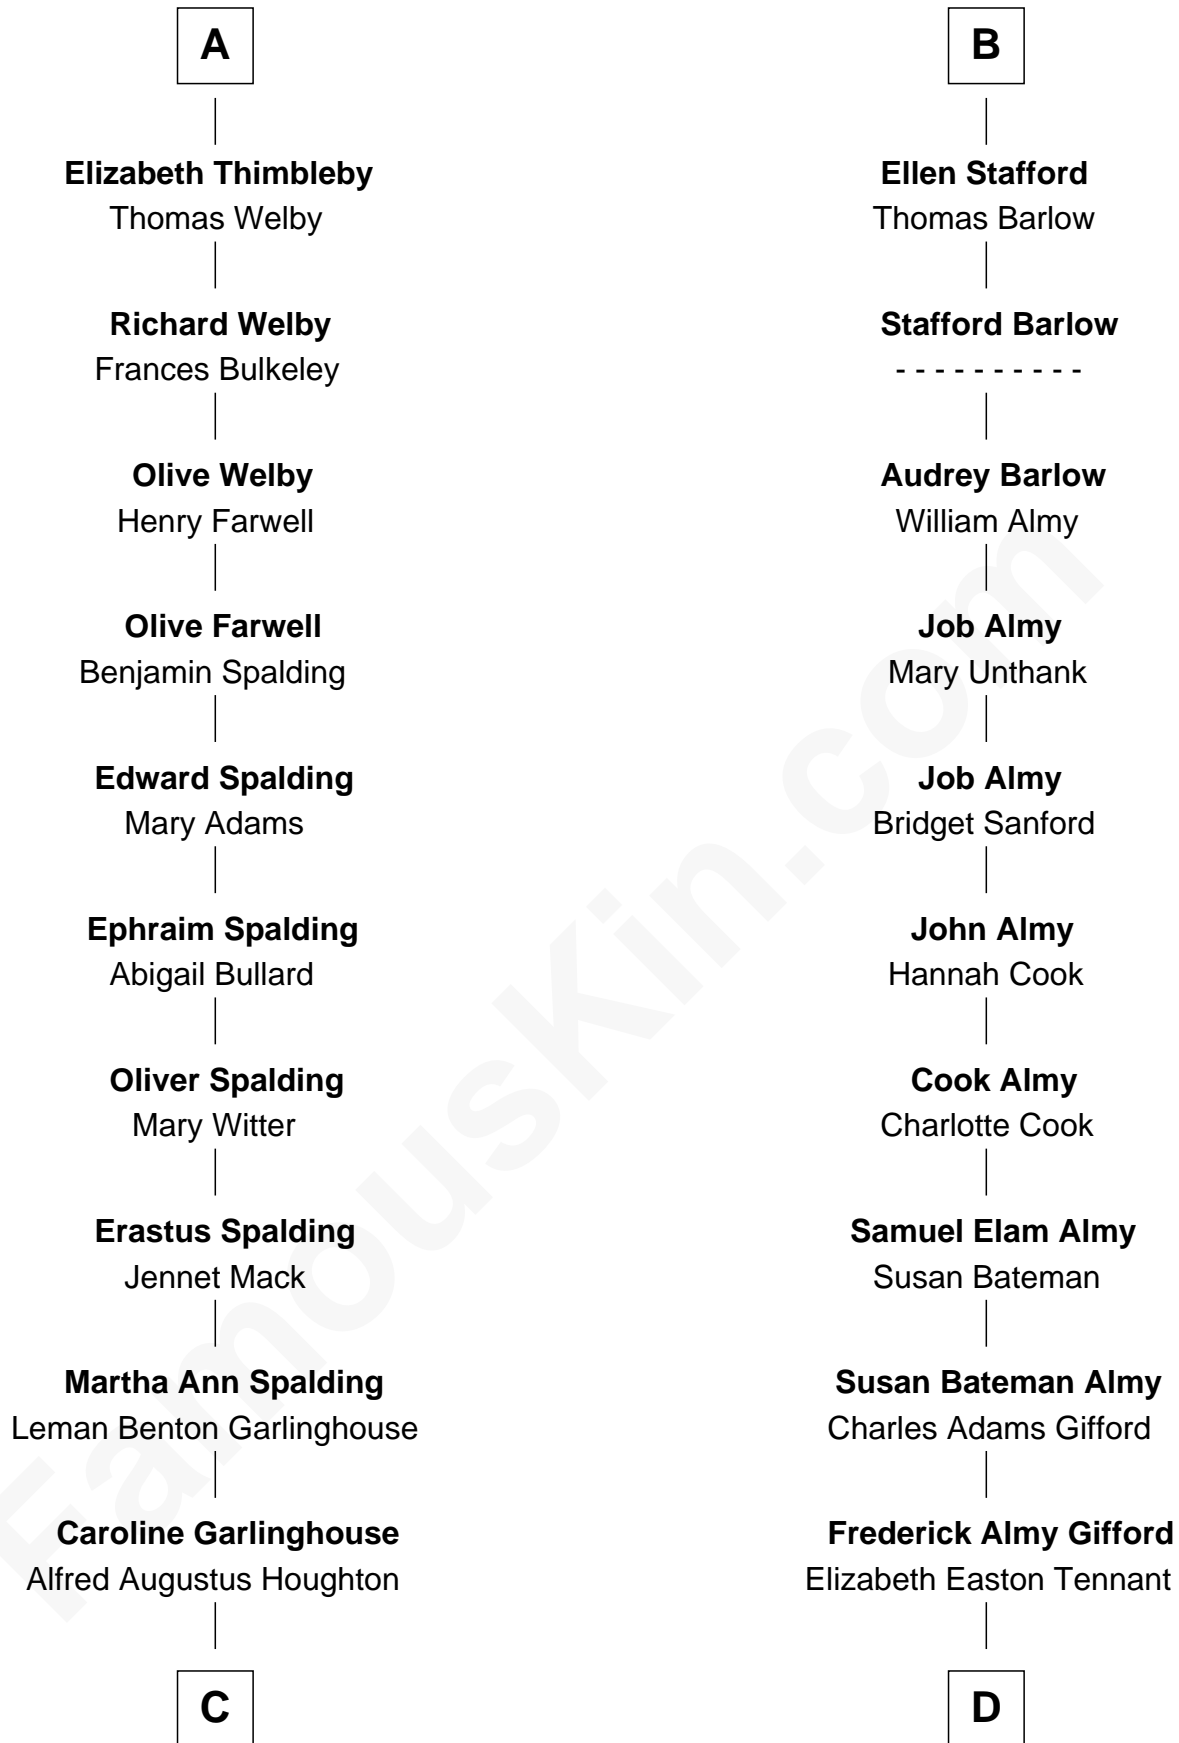 A
Elizabeth Thimbleby
Thomas Welby
Richard Welby
Frances Bulkeley
Olive Welby
Henry Farwell
Olive Farwell
Benjamin Spalding
Edward Spalding
Mary Adams
Ephraim Spalding
Abigail Bullard
Oliver Spalding
Mary Witter
Erastus Spalding
Jennet Mack
Martha Ann Spalding
Leman Benton Garlinghouse
Caroline Garlinghouse
Alfred Augustus Houghton
C
B
Ellen Stafford
Thomas Barlow
Stafford Barlow
- - - - - - - - - -
Audrey Barlow
William Almy
Job Almy
Mary Unthank
Job Almy
Bridget Sanford
John Almy
Hannah Cook
Cook Almy
Charlotte Cook
Samuel Elam Almy
Susan Bateman
Susan Bateman Almy
Charles Adams Gifford
Frederick Almy Gifford
Elizabeth Easton Tennant
D
FamousKin.com